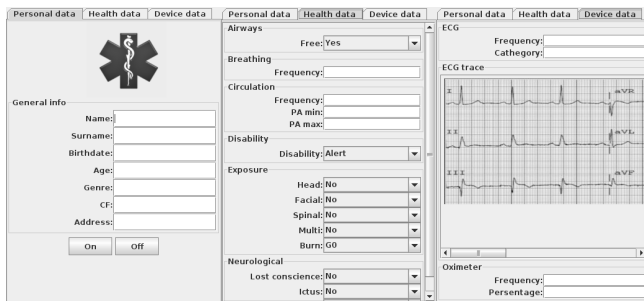 Personal data Health data Device data
General info
Name:
Surname:
Birthdate:
Age:
Genre:
CF:
Address:
On Off
Personal data Health data Device data
Airways
Free: Yes
Breathing
Frequency:
Circulation
Frequency:
PA min:
PA max:
Disability
Disability: Alert
Exposure
Head: No
Facial: No
Spinal: No
Multi: No
Burn: G0
Neurological
Lost conscience: No
Ictus: No
Personal data Health data Device data
ECG
Frequency:
Cathegory:
ECG trace
I aVR
II aVL
III aVF
Oximeter
Frequency:
Percentage: